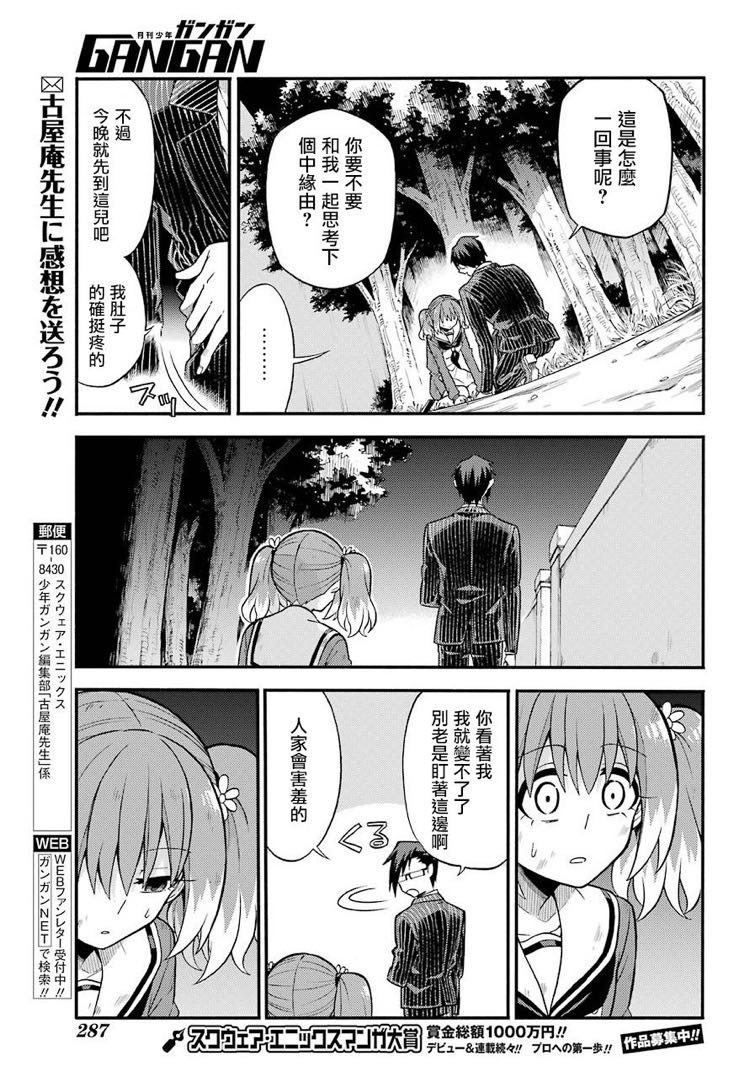 月刊少年
ガンガン
GANGAN
這是怎麼
一回事呢?
你要不要
和我一起思考下
個中緣由?
………
不過
今晚就先到這兒吧
我肚子
的確挺疼的
スッ
你看著我
我就變不了了
別老是盯著這邊啊
人家會害羞的
くる
古屋庵先生に感想を送ろう!!
郵便
〒160-8430
スクウェア・エニックス
少年ガンガン編集部「古屋庵先生」係
WEB
WEBファンレター受付中!!
ガンガンNETで検索!!
287
スクウェア・エニックスマンガ大賞
賞金総額1000万円!!
デビュー&連載続々!! プロへの第一歩!!
作品募集中!!